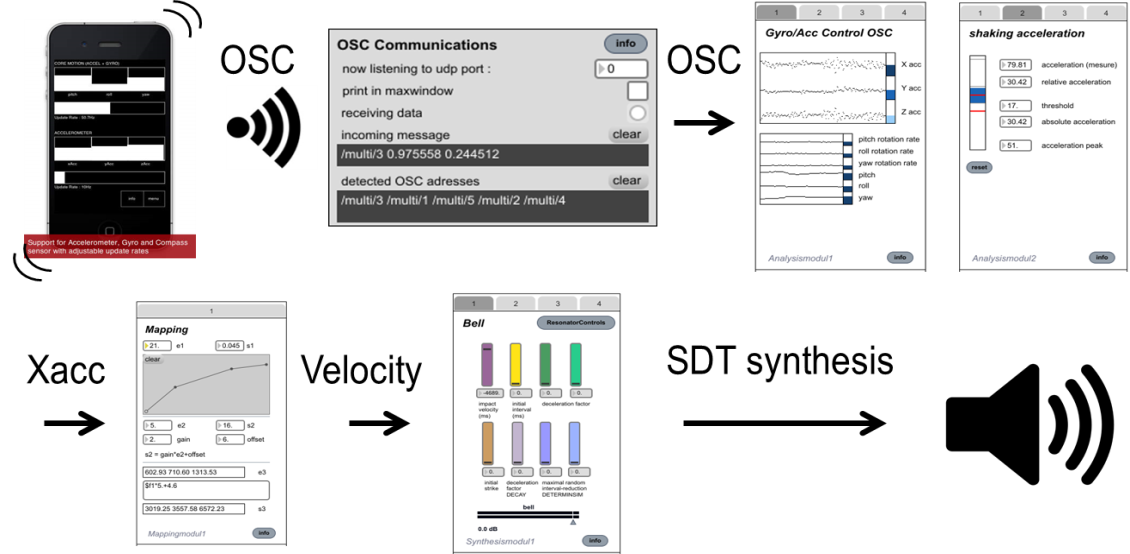 CORE MOTION (ACCEL + GYRO)
pitch roll yaw
ACCELEROMETER
info menu
Support for Accelerometer, Gyro and Compass
sensor with adjustable update rates
OSC
OSC Communications info
now listening to udp port : 0
print in maxwindow
receiving data
incoming message clear
/multi/3 0.975558 0.244512
detected OSC adresses clear
/multi/3 /multi/1 /multi/5 /multi/2 /multi/4
OSC
1 2 3 4
Gyro/Acc Control OSC
X acc
Y acc
Z acc
pitch rotation rate
roll rotation rate
yaw rotation rate
pitch
roll
yaw
Analysismodul1 info
1 2 3 4
shaking acceleration
79.81 acceleration (mesure)
30.42 relative acceleration
17. threshold
30.42 absolute acceleration
51. acceleration peak
reset
Analysismodul2 info
Xacc
1
Mapping
21. e1 0.045 s1
clear
5. e2 16. s2
2. gain 6. offset
s2 = gain*e2+offset
602.93 710.60 1313.53 e3
$f1*5.+4.6
3019.25 3557.58 6572.23 s3
Mappingmodul1 info
Velocity
1 2 3 4
Bell ResonatorControls
-4689. 0. 0. 0.
impact initial deceleration factor
velocity interval
(ms) (ms)
0. 0. 0. 0.
initial deceleration maximal random
strike factor interval-reduction
DECAY DETERMINSIM
bell
0.0 dB
Synthesismodul1 info
SDT synthesis